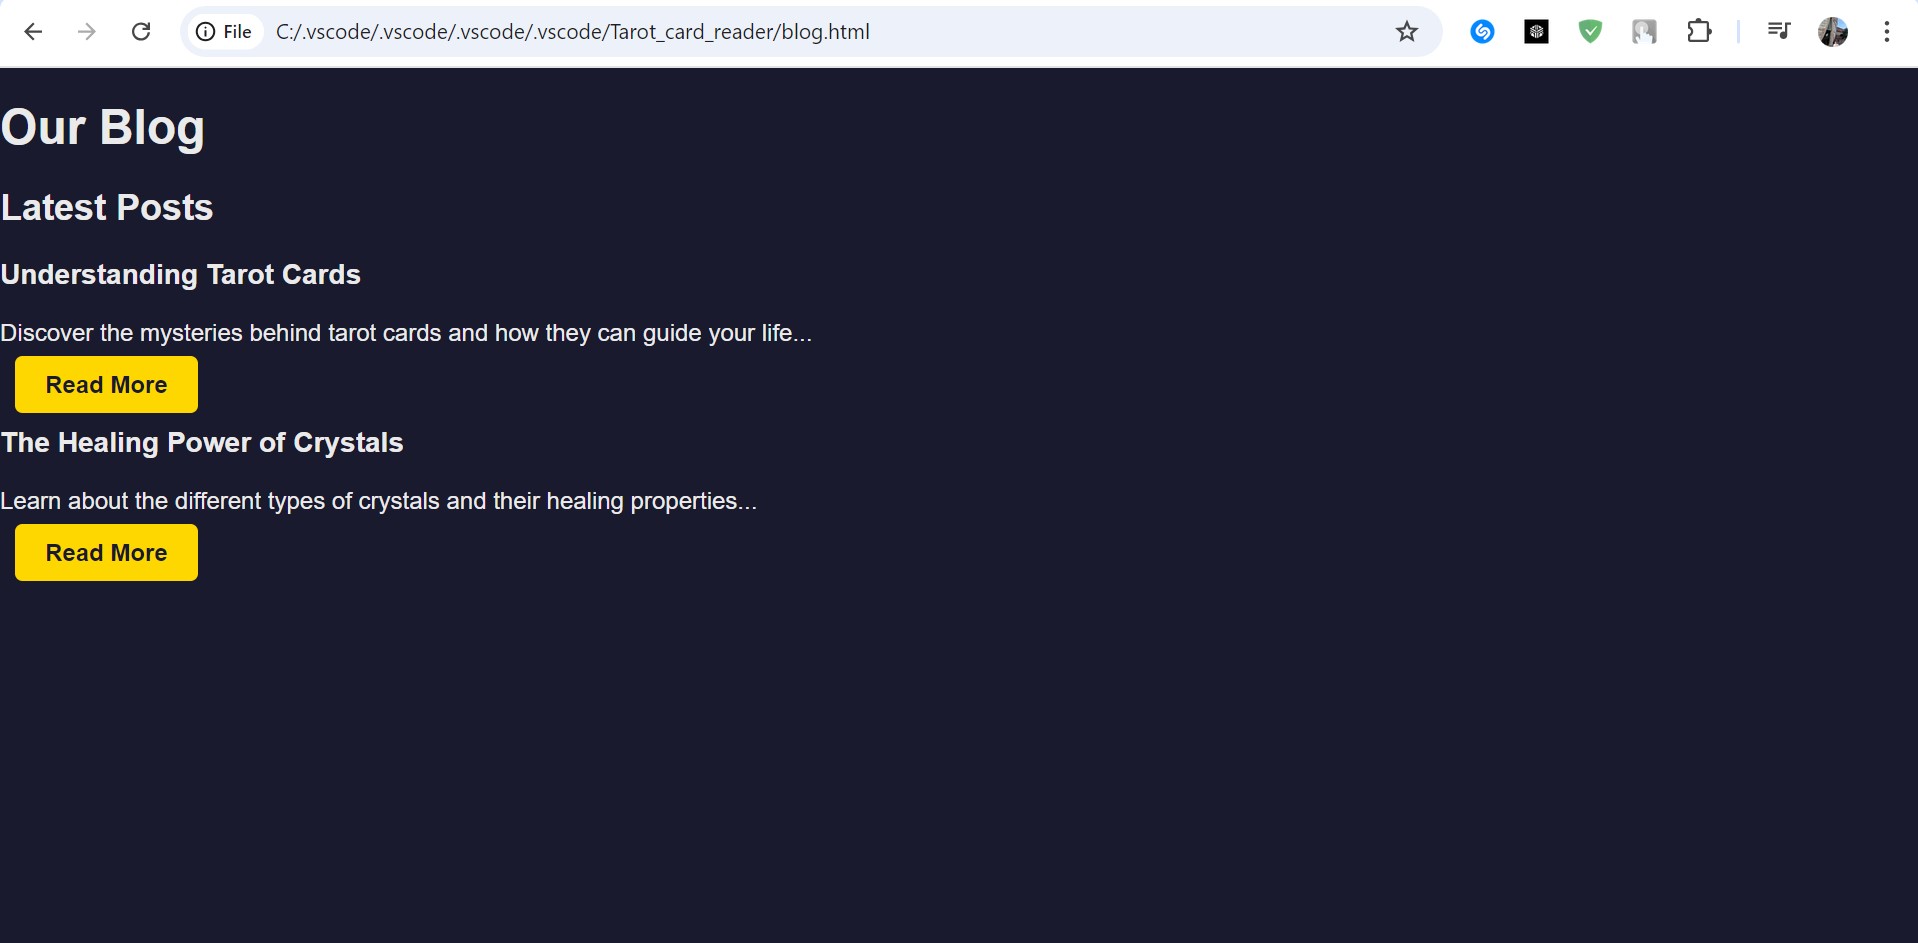 File C:/.vscode/.vscode/.vscode/.vscode/Tarot_card_reader/blog.html
Our Blog
Latest Posts
Understanding Tarot Cards
Discover the mysteries behind tarot cards and how they can guide your life...
Read More
The Healing Power of Crystals
Learn about the different types of crystals and their healing properties...
Read More